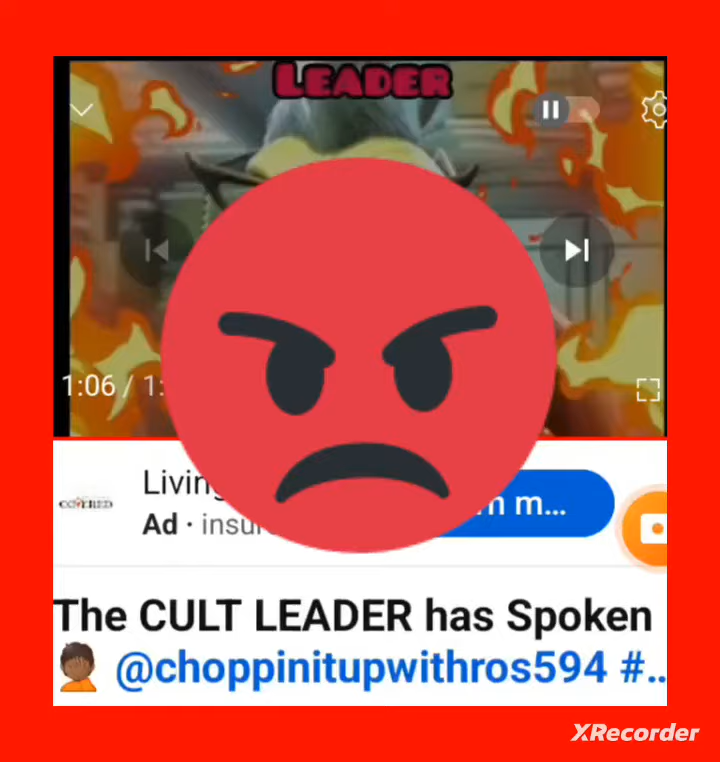 LEADER
1:06 / 1:
Living
COVERED
Ad · insur
n m...
The CULT LEADER has Spoken
@choppinitupwithros594 #...
XRecorder